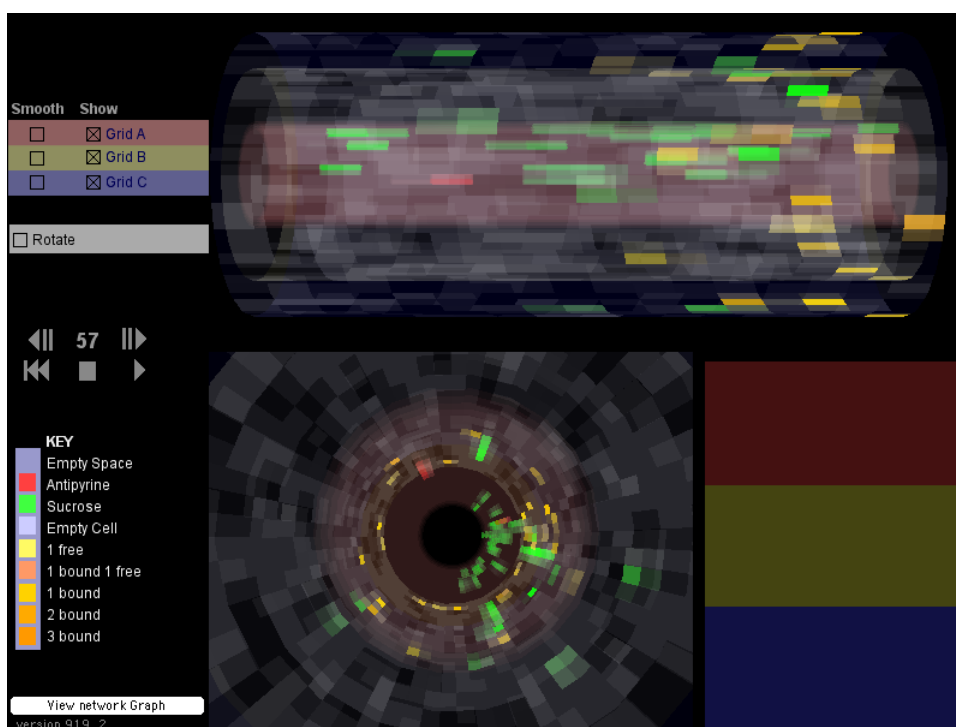 Smooth Show
Grid A
Grid B
Grid C
Rotate
57
KEY
Empty Space
Antipyrine
Sucrose
Empty Cell
1 free
1 bound 1 free
1 bound
2 bound
3 bound
View network Graph
version 919_2